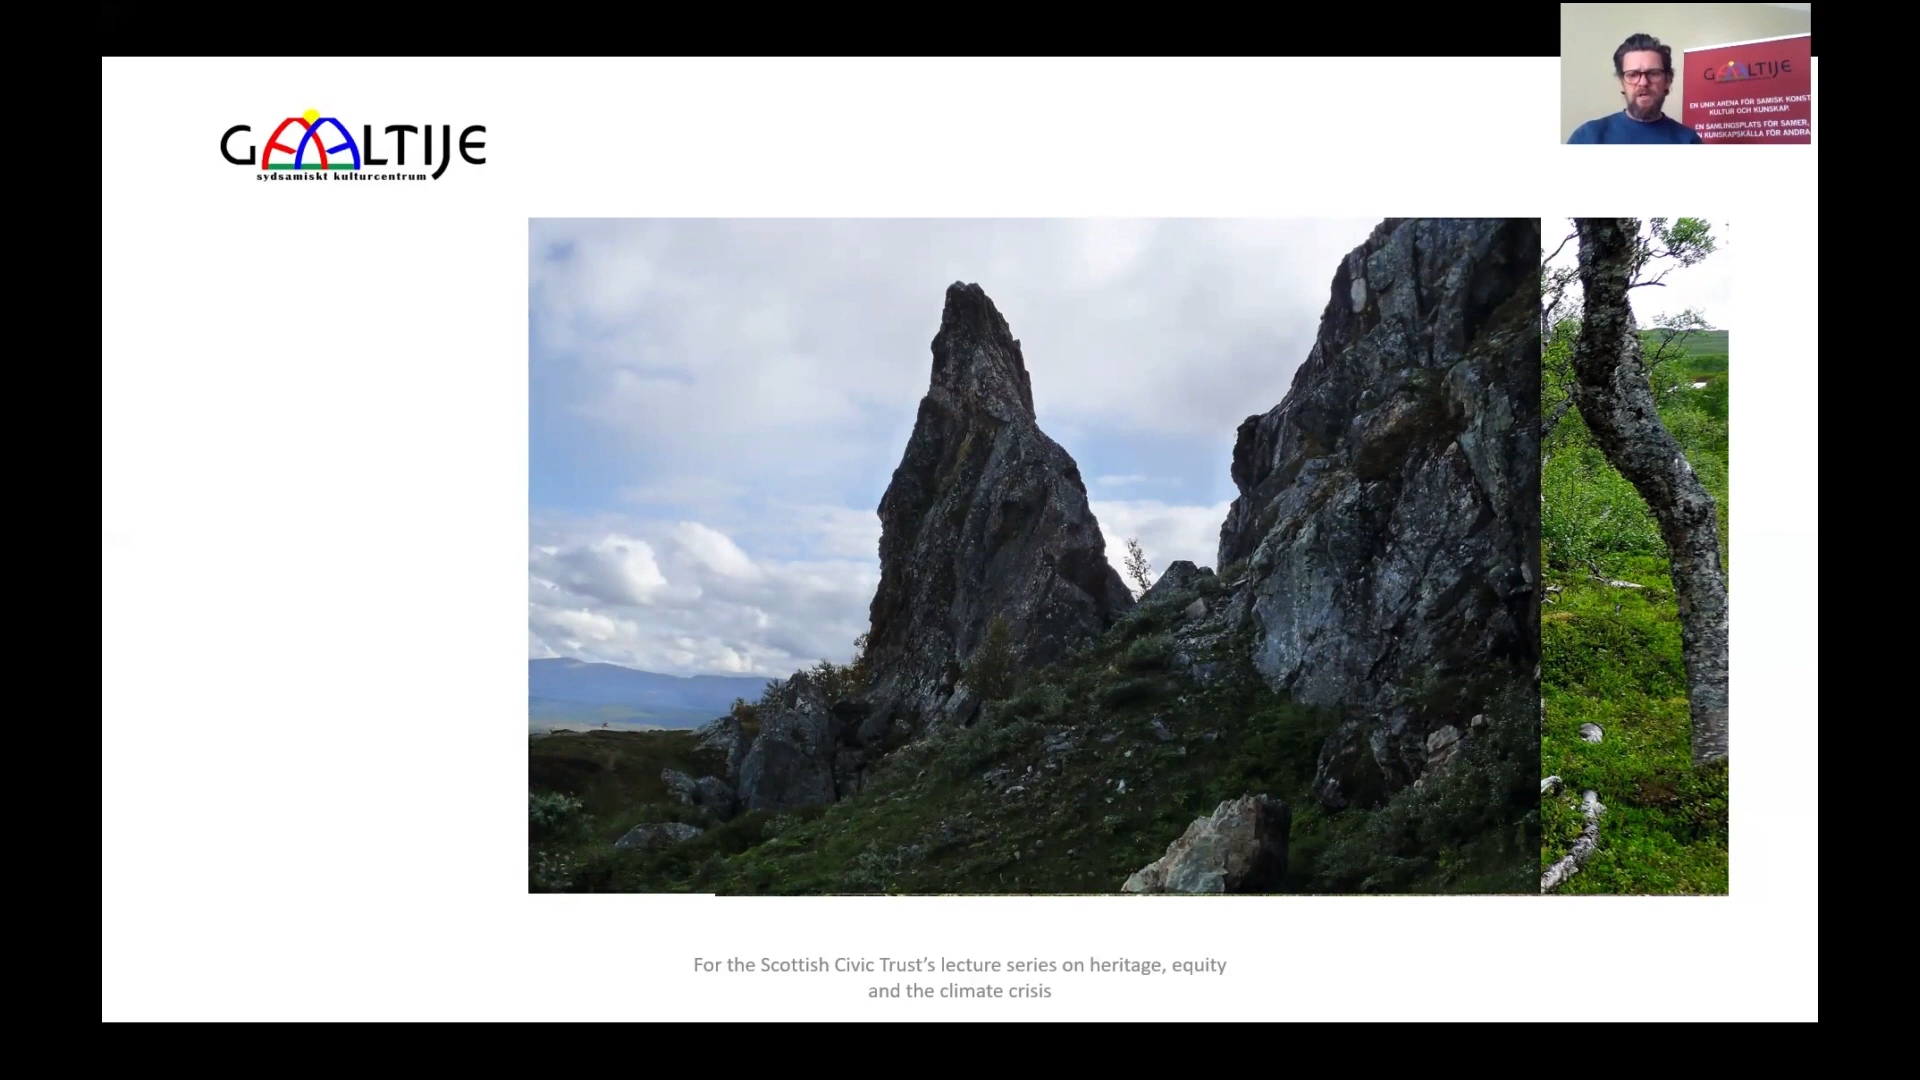 GAALTIJE
sydsamiskt kulturcentrum
GAALTIJE
EN UNIK ARENA FÖR SAMISK KONST
KULTUR OCH KUNSKAP.
EN SAMLINGSPLATS FÖR SAMER,
N KUNSKAPSKÄLLA FÖR ANDRA
For the Scottish Civic Trust’s lecture series on heritage, equity
and the climate crisis